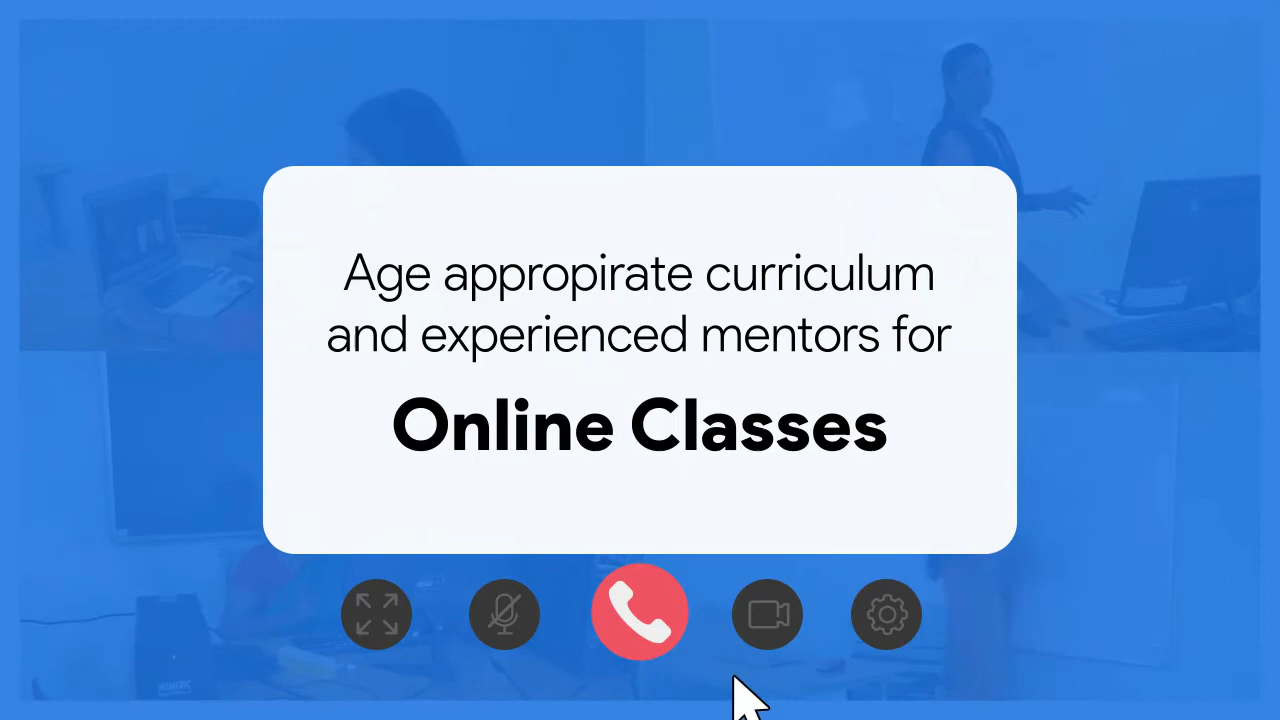 Age appropirate curriculum
and experienced mentors for
Online Classes